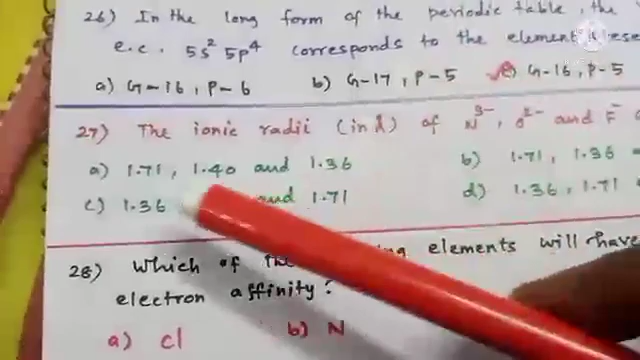 26) In the long form of the periodic table, the
e.c. 5s² 5p⁴ corresponds to the element
a) G-16, P-6 b) G-17, P-5 c) G-16, P-5
27) The ionic radii (in Å) of N³⁻, O²⁻ and F⁻
a) 1.71, 1.40 and 1.36 b) 1.71, 1.36
c) 1.36 and 1.71 d) 1.36, 1.71
28) Which of the elements will have
electron affinity?
a) Cl b) N